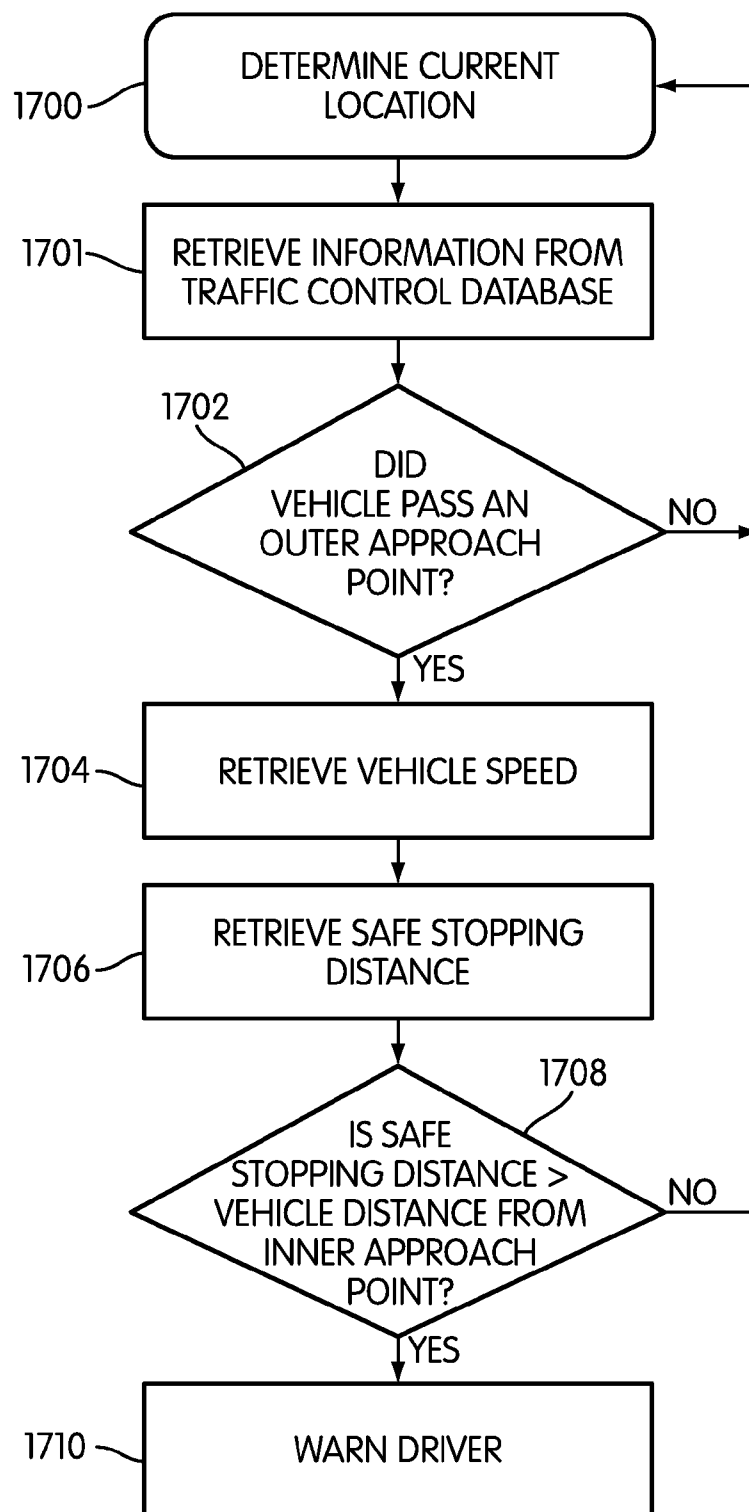 1700
DETERMINE CURRENT
LOCATION
1701
RETRIEVE INFORMATION FROM
TRAFFIC CONTROL DATABASE
1702
DID
VEHICLE PASS AN
OUTER APPROACH
POINT?
NO
YES
1704
RETRIEVE VEHICLE SPEED
1706
RETRIEVE SAFE STOPPING
DISTANCE
1708
IS SAFE
STOPPING DISTANCE >
VEHICLE DISTANCE FROM
INNER APPROACH
POINT?
NO
YES
1710
WARN DRIVER